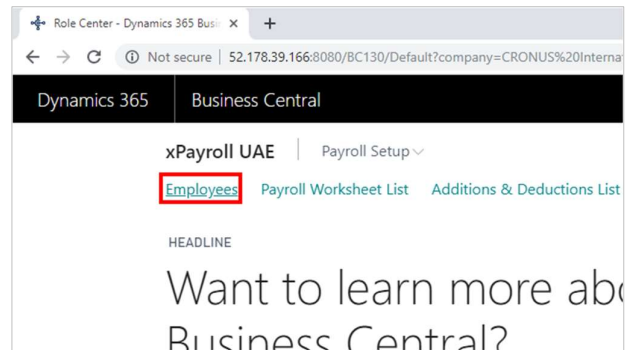 Role Center - Dynamics 365 Busi
Not secure | 52.178.39.166:8080/BC130/Default?company=CRONUS%20Interna
Dynamics 365 Business Central
xPayroll UAE Payroll Setup
Employees Payroll Worksheet List Additions & Deductions List
HEADLINE
Want to learn more abo
Business Central?